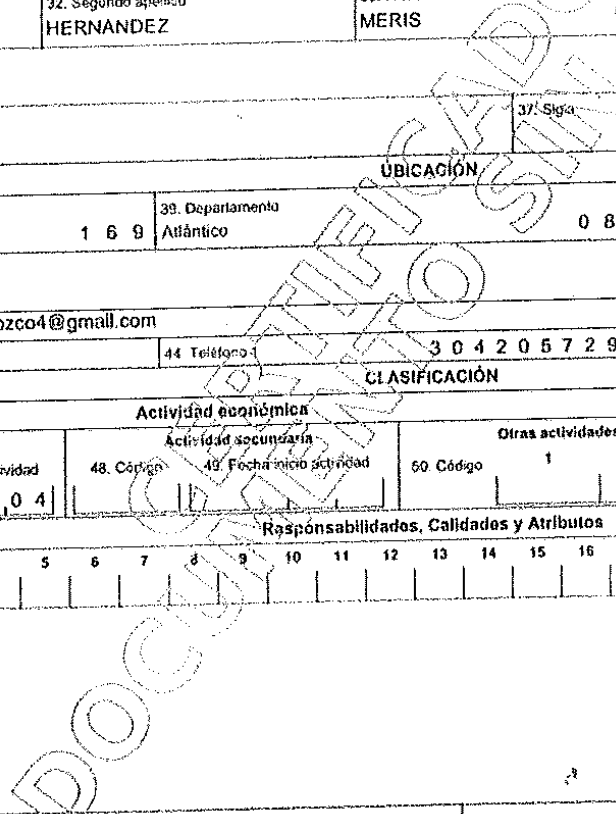 32. Segundo apellido
HERNANDEZ
MERIS
37. Sigla
UBICACIÓN
1 6 9
39. Departamento
Atlántico
0 8
ozco4@gmail.com
44. Teléfono 1
3 0 4 2 0 5 7 2 9
CLASIFICACIÓN
Actividad económica
Actividad secundaria
Otras actividades
vidad
48. Código
49. Fecha inicio actividad
50. Código
1
0 4
Responsabilidades, Calidades y Atributos
5 6 7 8 9 10 11 12 13 14 15 16
CERTIFICADO
DOCUMENTO SIN